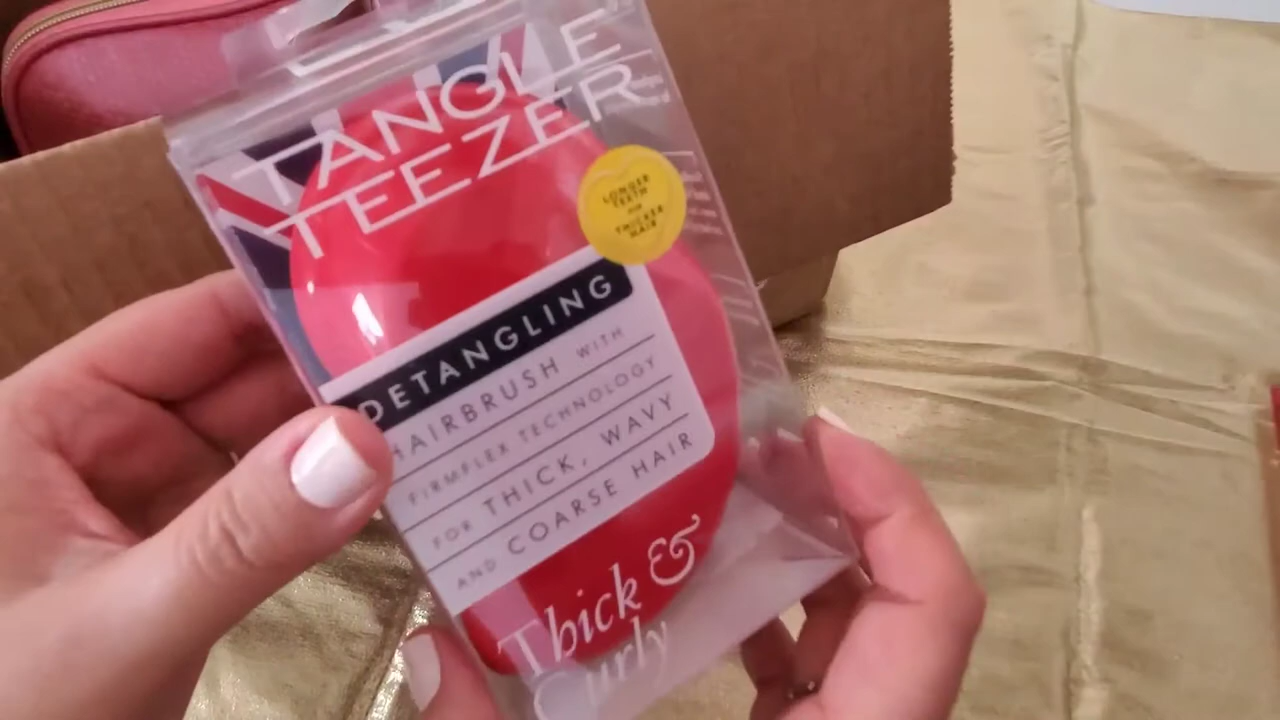 TANGLE
TEEZER
LONGER
TEETH
FOR
THICKER
HAIR
DETANGLING
HAIRBRUSH WITH
FIRMFLEX TECHNOLOGY
FOR THICK, WAVY
AND COARSE HAIR
Thick &
Curly